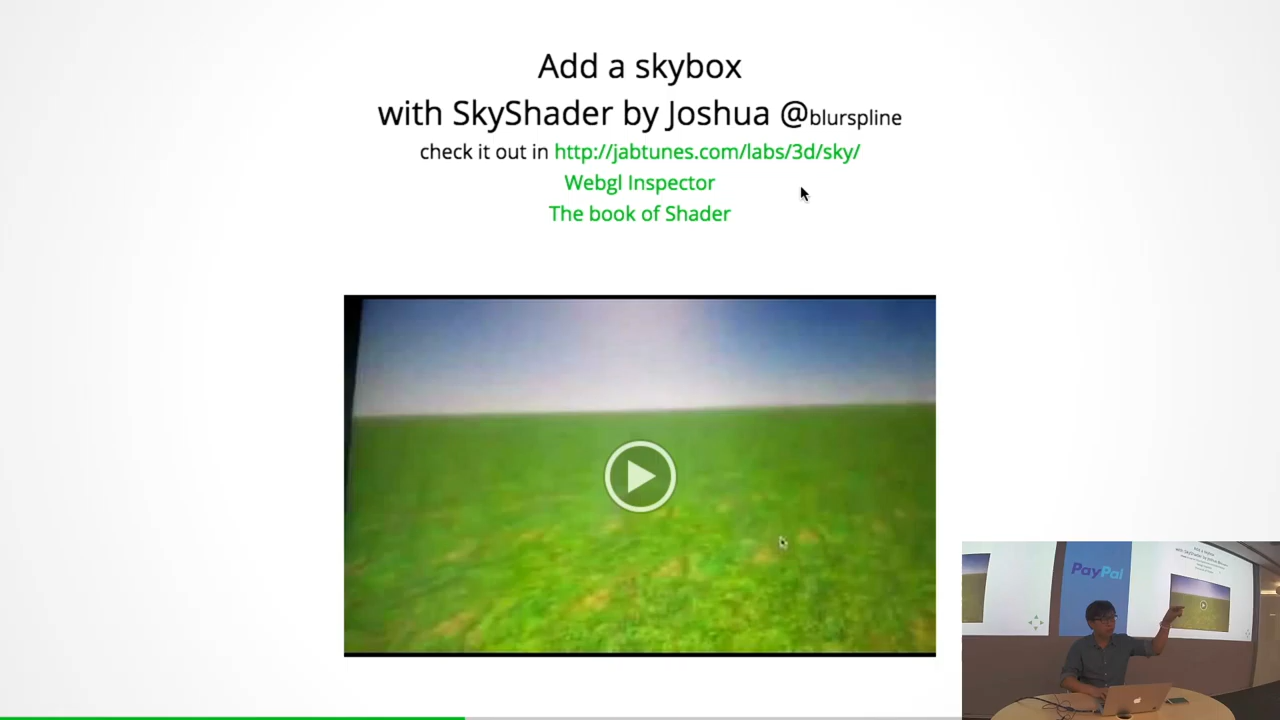 Add a skybox
with SkyShader by Joshua @blurspline
check it out in http://jabtunes.com/labs/3d/sky/
Webgl Inspector
The book of Shader
PayPal